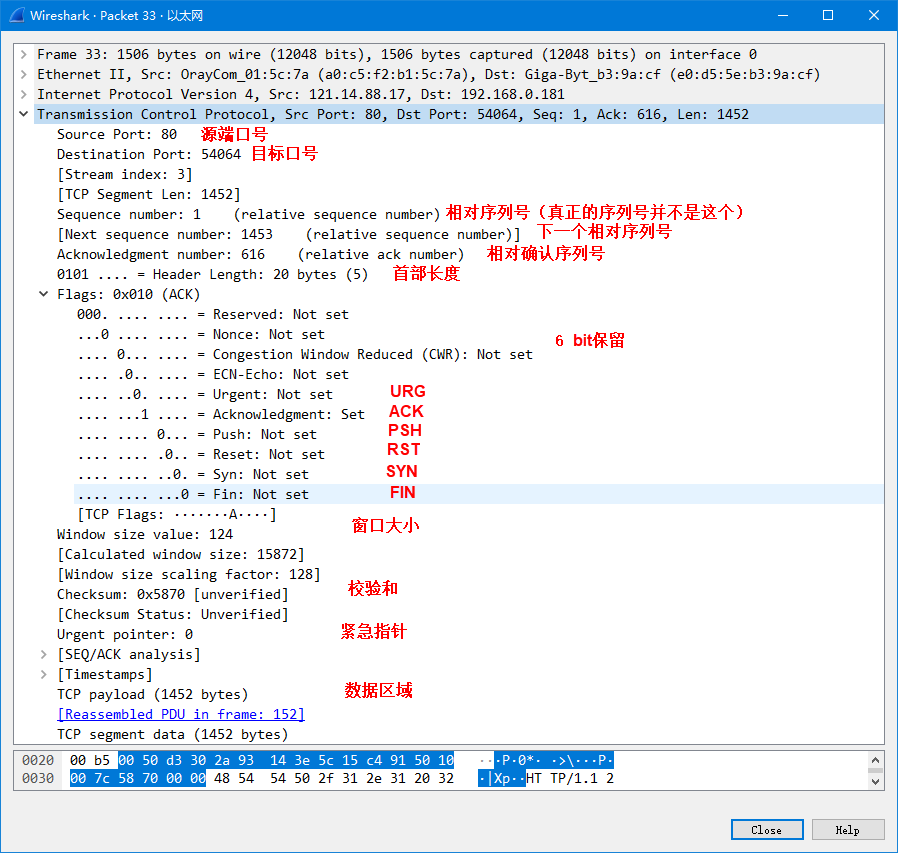 Wireshark · Packet 33 · 以太网
Frame 33: 1506 bytes on wire (12048 bits), 1506 bytes captured (12048 bits) on interface 0
Ethernet II, Src: OrayCom_01:5c:7a (a0:c5:f2:b1:5c:7a), Dst: Giga-Byt_b3:9a:cf (e0:d5:5e:b3:9a:cf)
Internet Protocol Version 4, Src: 121.14.88.17, Dst: 192.168.0.181
Transmission Control Protocol, Src Port: 80, Dst Port: 54064, Seq: 1, Ack: 616, Len: 1452
Source Port: 80 源端口号
Destination Port: 54064 目标口号
[Stream index: 3]
[TCP Segment Len: 1452]
Sequence number: 1 (relative sequence number) 相对序列号（真正的序列号并不是这个）
[Next sequence number: 1453 (relative sequence number)] 下一个相对序列号
Acknowledgment number: 616 (relative ack number) 相对确认序列号
0101 .... = Header Length: 20 bytes (5) 首部长度
Flags: 0x010 (ACK)
000. .... .... = Reserved: Not set
...0 .... .... = Nonce: Not set
6 bit保留
.... 0... .... = Congestion Window Reduced (CWR): Not set
.... .0.. .... = ECN-Echo: Not set
.... ..0. .... = Urgent: Not set URG
.... ...1 .... = Acknowledgment: Set ACK
.... .... 0... = Push: Not set PSH
.... .... .0.. = Reset: Not set RST
.... .... ..0. = Syn: Not set SYN
.... .... ...0 = Fin: Not set FIN
[TCP Flags: ·······A····]
窗口大小
Window size value: 124
[Calculated window size: 15872]
[Window size scaling factor: 128]
Checksum: 0x5870 [unverified] 校验和
[Checksum Status: Unverified]
Urgent pointer: 0 紧急指针
[SEQ/ACK analysis]
[Timestamps]
TCP payload (1452 bytes) 数据区域
[Reassembled PDU in frame: 152]
TCP segment data (1452 bytes)
0020 00 b5 00 50 d3 30 2a 93 14 3e 5c 15 c4 91 50 10 ···P·0*· ·>\···P·
0030 00 7c 58 70 00 00 48 54 54 50 2f 31 2e 31 20 32 ·|Xp··HT TP/1.1 2
Close Help